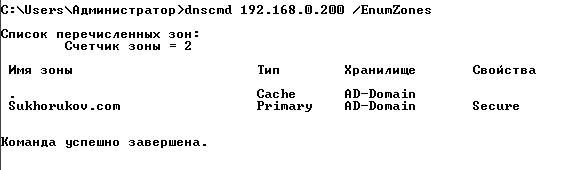 C:\Users\Администратор>dnscmd 192.168.0.200 /EnumZones
Список перечисленных зон:
Счетчик зоны = 2
Имя зоны Тип Хранилище Свойства
. Cache AD-Domain
Sukhorukov.com Primary AD-Domain Secure
Команда успешно завершена.